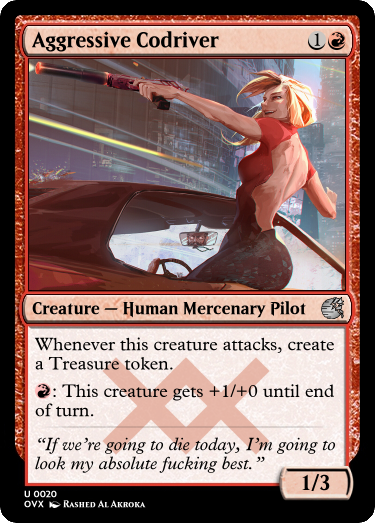 Aggressive Codriver 1
Creature — Human Mercenary Pilot
Whenever this creature attacks, create
a Treasure token.
: This creature gets +1/+0 until end
of turn.
“If we’re going to die today, I’m going to
look my absolute fucking best.”
1/3
U 0020
OVX Rashed Al Akroka